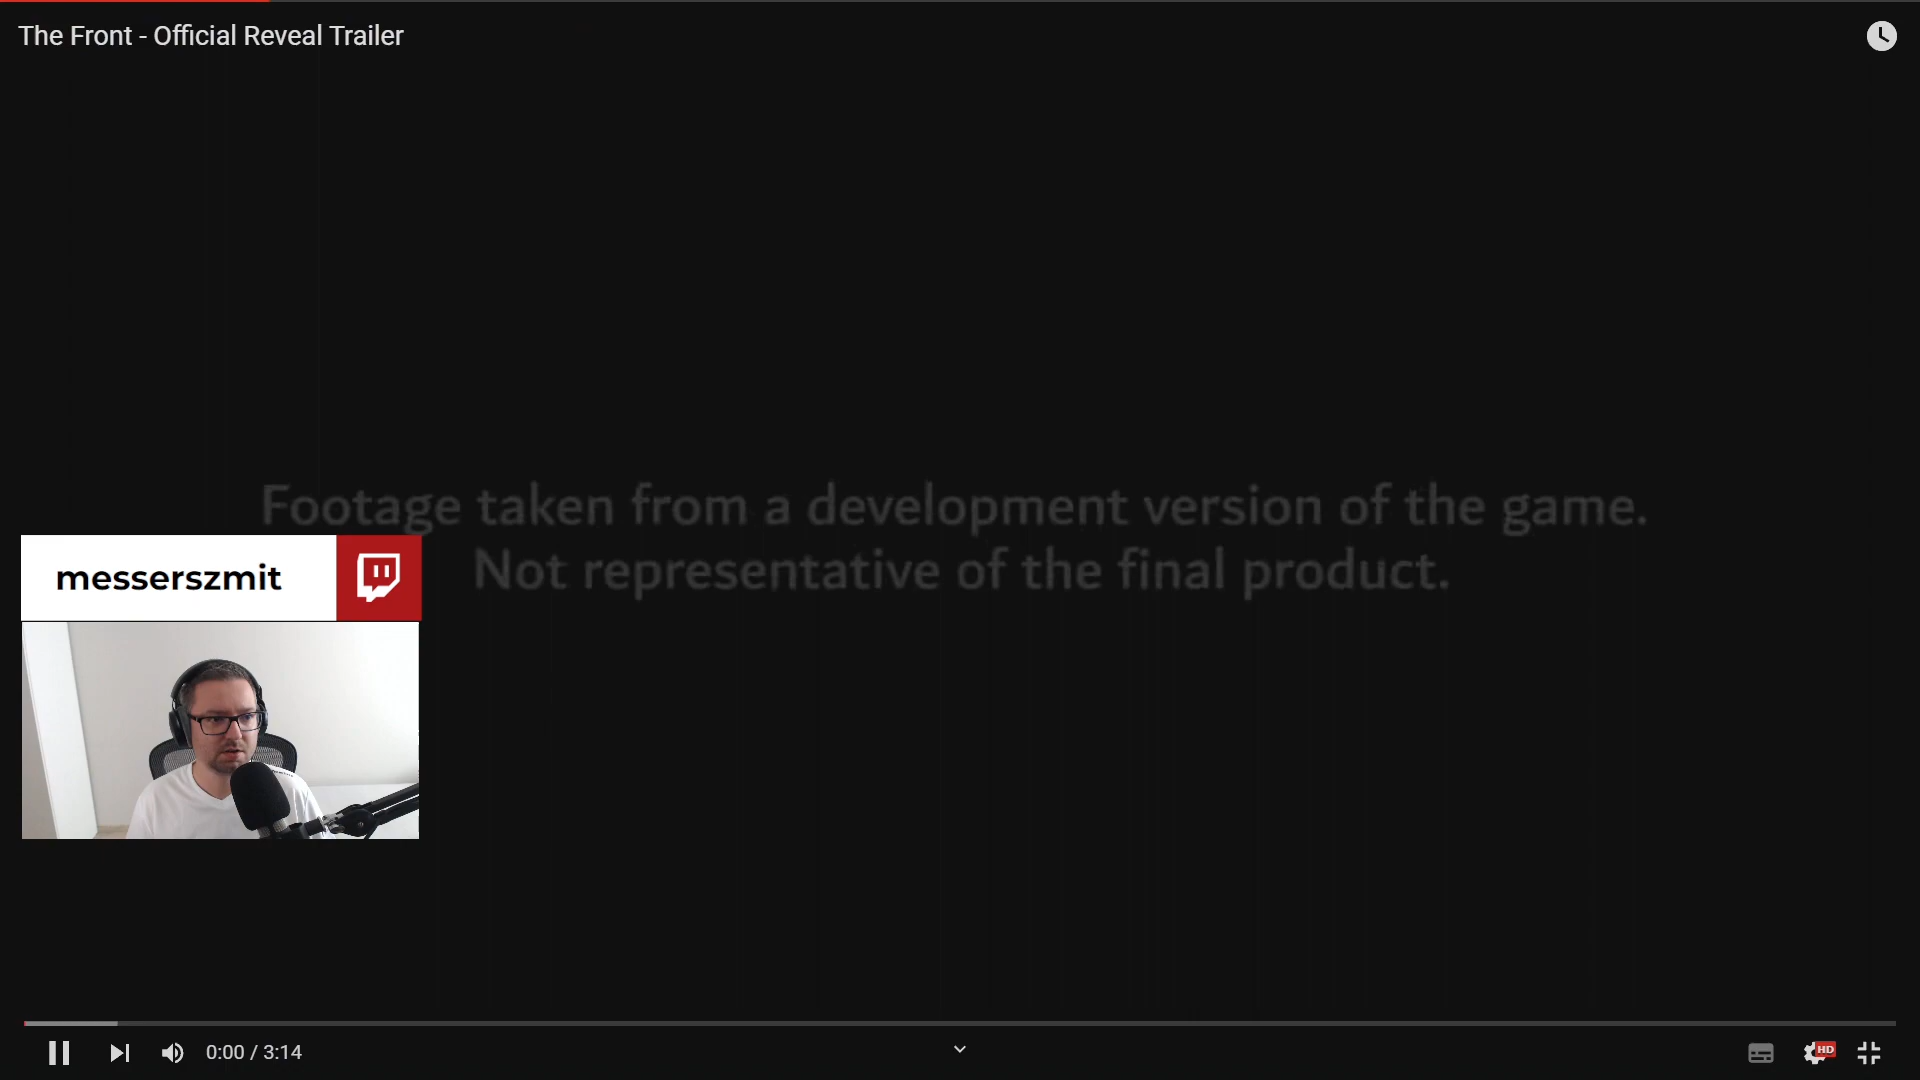 The Front - Official Reveal Trailer
Footage taken from a development version of the game.
Not representative of the final product.
messerszmit
0:00 / 3:14
HD